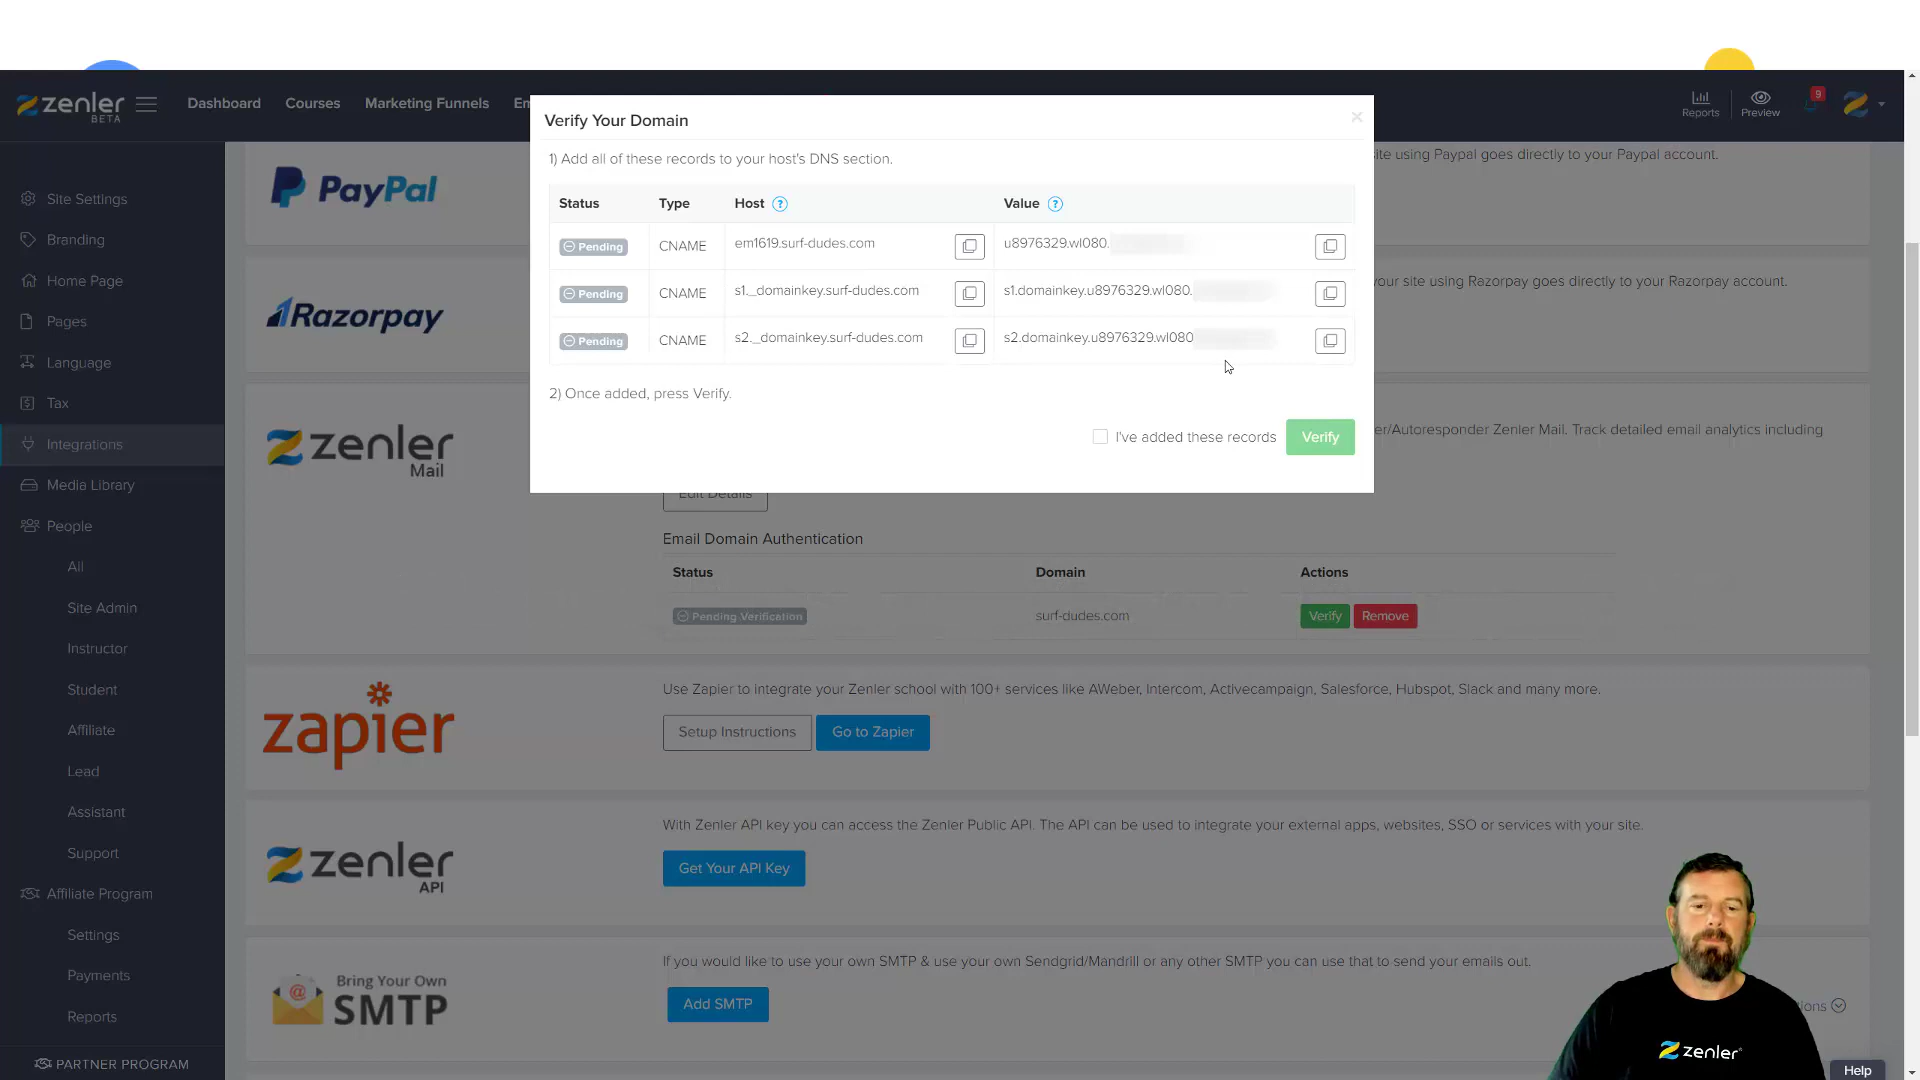 zenler
BETA
Dashboard
Courses
Marketing Funnels
Em
Reports
Preview
9
Site Settings
Branding
Home Page
Pages
Language
Tax
Integrations
Media Library
People
All
Site Admin
Instructor
Student
Affiliate
Lead
Assistant
Support
Affiliate Program
Settings
Payments
Reports
PARTNER PROGRAM
Verify Your Domain
×
1) Add all of these records to your host's DNS section.
Status Type Host ? Value ?
Pending CNAME em1619.surf-dudes.com u8976329.wl080.
Pending CNAME s1._domainkey.surf-dudes.com s1.domainkey.u8976329.wl080.
Pending CNAME s2._domainkey.surf-dudes.com s2.domainkey.u8976329.wl080
2) Once added, press Verify.
I've added these records Verify
PayPal
ite using Paypal goes directly to your Paypal account.
Razorpay
your site using Razorpay goes directly to your Razorpay account.
zenler
Mail
er/Autoresponder Zenler Mail. Track detailed email analytics including
Edit Details
Email Domain Authentication
Status Domain Actions
Pending Verification surf-dudes.com Verify Remove
zapier
Use Zapier to integrate your Zenler school with 100+ services like AWeber, Intercom, Activecampaign, Salesforce, Hubspot, Slack and many more.
Setup Instructions Go to Zapier
zenler
API
With Zenler API key you can access the Zenler Public API. The API can be used to integrate your external apps, websites, SSO or services with your site.
Get Your API Key
Bring Your Own
SMTP
If you would like to use your own SMTP & use your own Sendgrid/Mandrill or any other SMTP you can use that to send your emails out.
Add SMTP
tions
zenler
Help